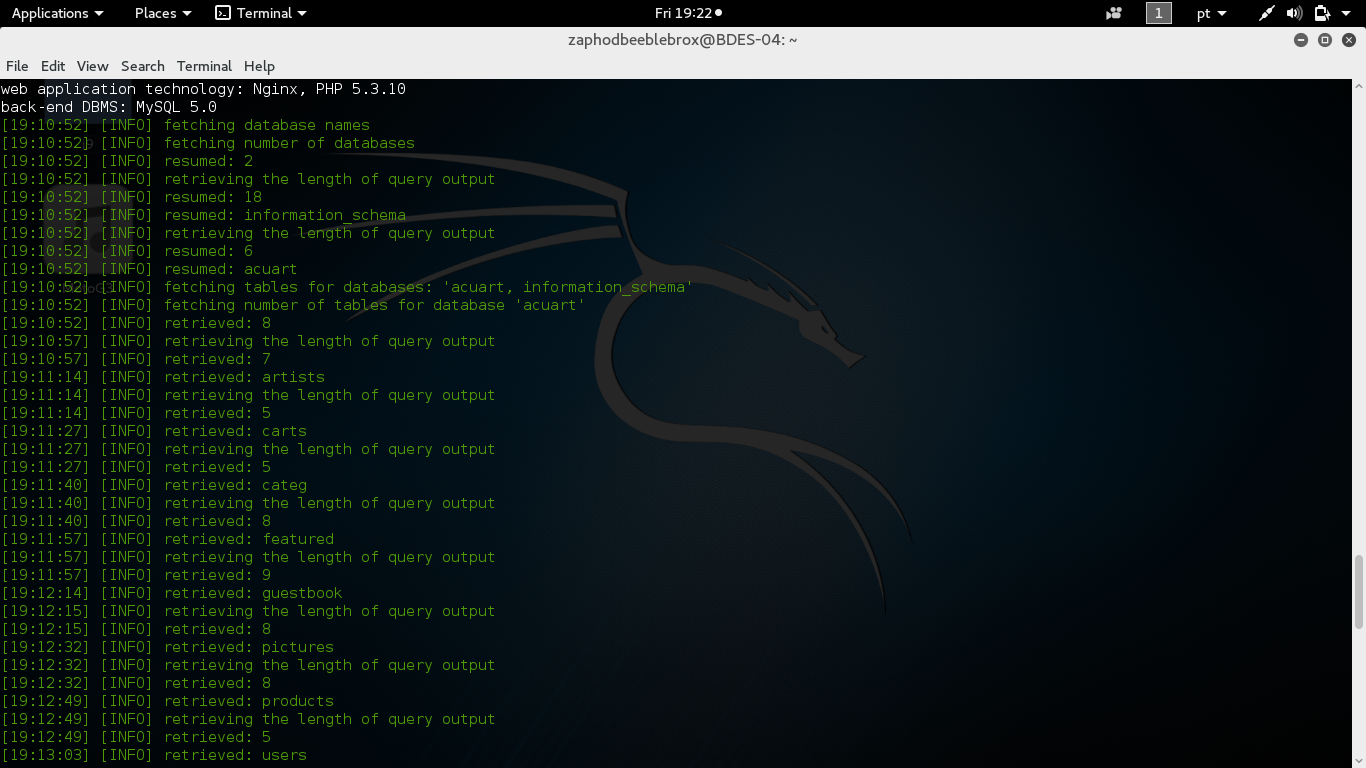 Applications Places Terminal Fri 19:22 1 pt
zaphodbeeblebrox@BDES-04: ~
File Edit View Search Terminal Help
web application technology: Nginx, PHP 5.3.10
back-end DBMS: MySQL 5.0
[19:10:52] [INFO] fetching database names
[19:10:52] [INFO] fetching number of databases
[19:10:52] [INFO] resumed: 2
[19:10:52] [INFO] retrieving the length of query output
[19:10:52] [INFO] resumed: 18
[19:10:52] [INFO] resumed: information_schema
[19:10:52] [INFO] retrieving the length of query output
[19:10:52] [INFO] resumed: 6
[19:10:52] [INFO] resumed: acuart
[19:10:52] [INFO] fetching tables for databases: 'acuart, information_schema'
[19:10:52] [INFO] fetching number of tables for database 'acuart'
[19:10:52] [INFO] retrieved: 8
[19:10:57] [INFO] retrieving the length of query output
[19:10:57] [INFO] retrieved: 7
[19:11:14] [INFO] retrieved: artists
[19:11:14] [INFO] retrieving the length of query output
[19:11:14] [INFO] retrieved: 5
[19:11:27] [INFO] retrieved: carts
[19:11:27] [INFO] retrieving the length of query output
[19:11:27] [INFO] retrieved: 5
[19:11:40] [INFO] retrieved: categ
[19:11:40] [INFO] retrieving the length of query output
[19:11:40] [INFO] retrieved: 8
[19:11:57] [INFO] retrieved: featured
[19:11:57] [INFO] retrieving the length of query output
[19:11:57] [INFO] retrieved: 9
[19:12:14] [INFO] retrieved: guestbook
[19:12:15] [INFO] retrieving the length of query output
[19:12:15] [INFO] retrieved: 8
[19:12:32] [INFO] retrieved: pictures
[19:12:32] [INFO] retrieving the length of query output
[19:12:32] [INFO] retrieved: 8
[19:12:49] [INFO] retrieved: products
[19:12:49] [INFO] retrieving the length of query output
[19:12:49] [INFO] retrieved: 5
[19:13:03] [INFO] retrieved: users